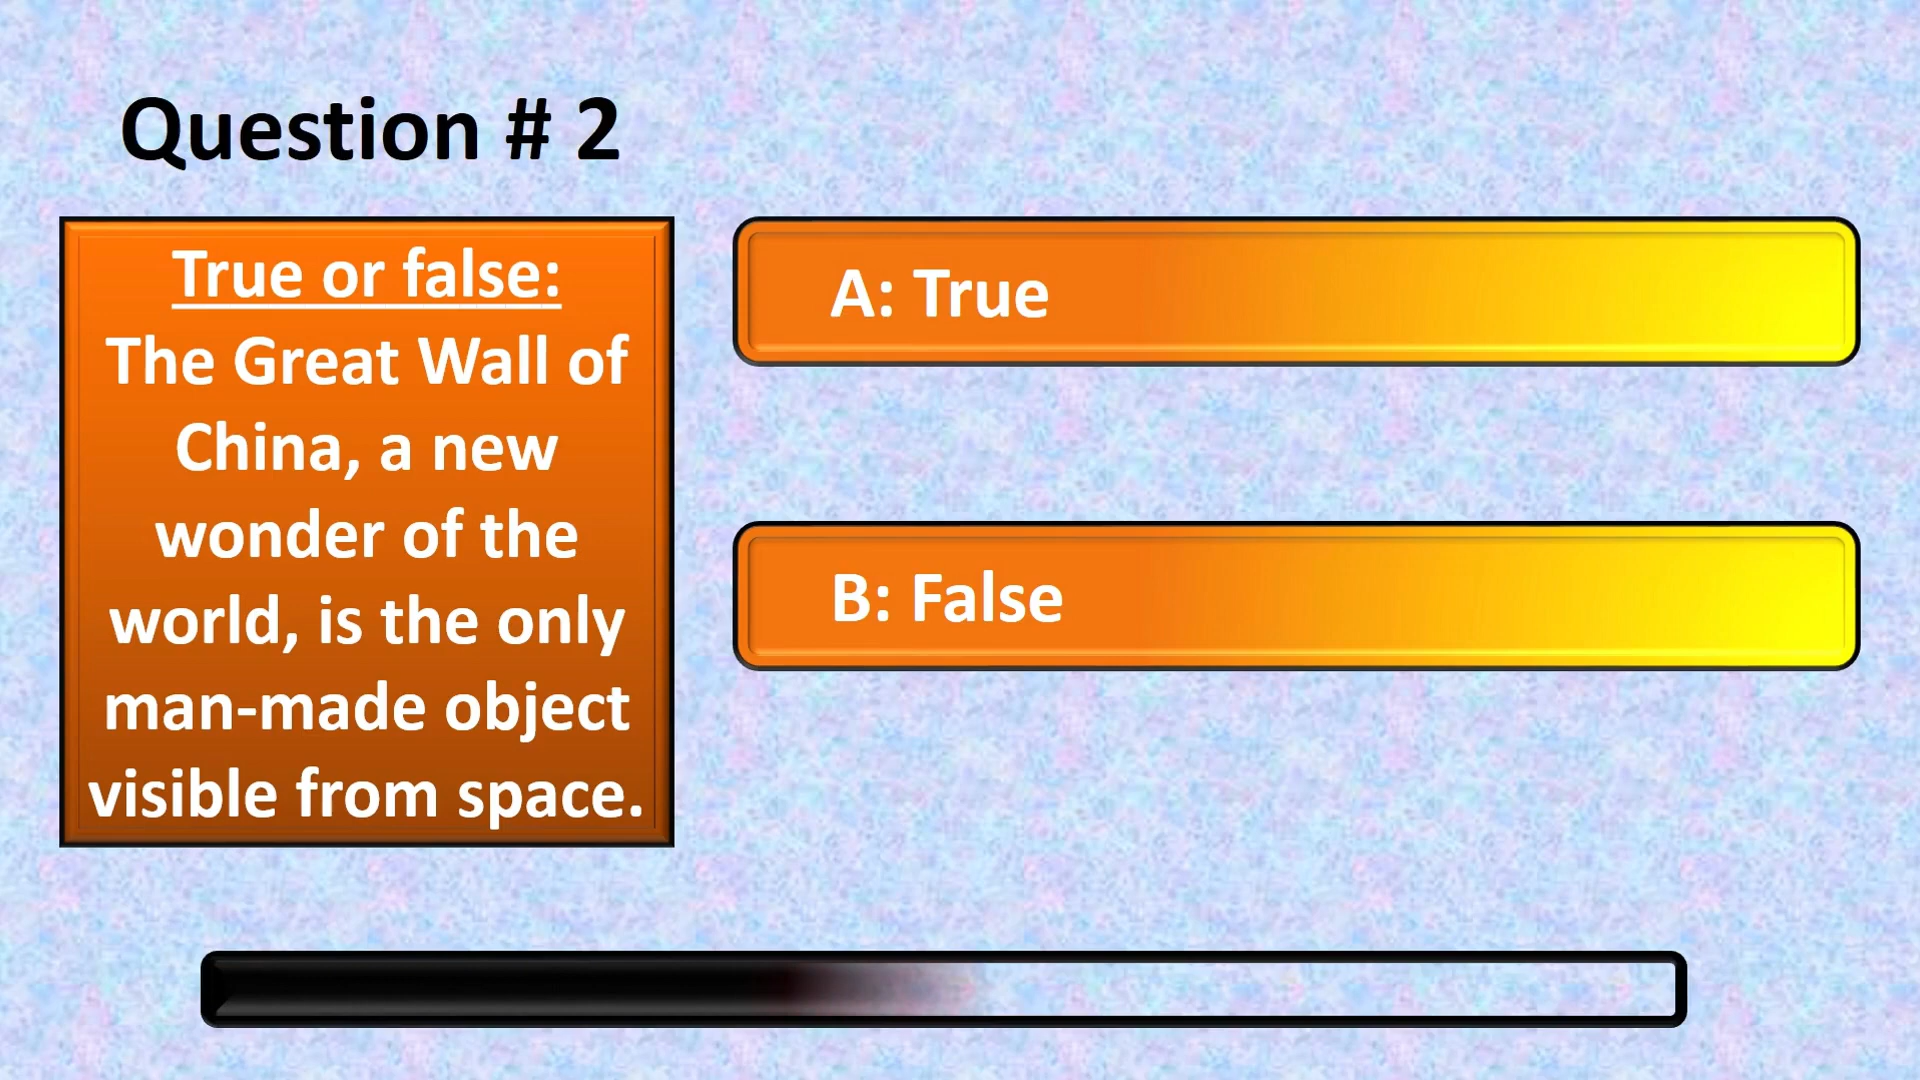 Question # 2
True or false:
The Great Wall of
China, a new
wonder of the
world, is the only
man-made object
visible from space.
A: True
B: False